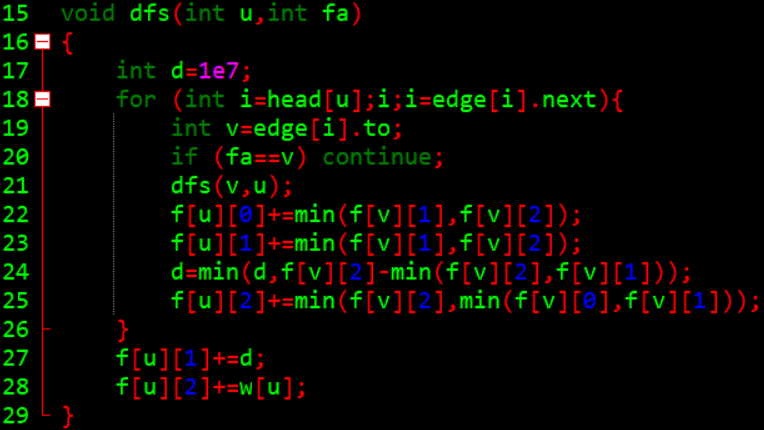 15 void dfs(int u,int fa)
16 {
17     int d=1e7;
18     for (int i=head[u];i;i=edge[i].next){
19         int v=edge[i].to;
20         if (fa==v) continue;
21         dfs(v,u);
22         f[u][0]+=min(f[v][1],f[v][2]);
23         f[u][1]+=min(f[v][1],f[v][2]);
24         d=min(d,f[v][2]-min(f[v][2],f[v][1]));
25         f[u][2]+=min(f[v][2],min(f[v][0],f[v][1]));
26     }
27     f[u][1]+=d;
28     f[u][2]+=w[u];
29 }